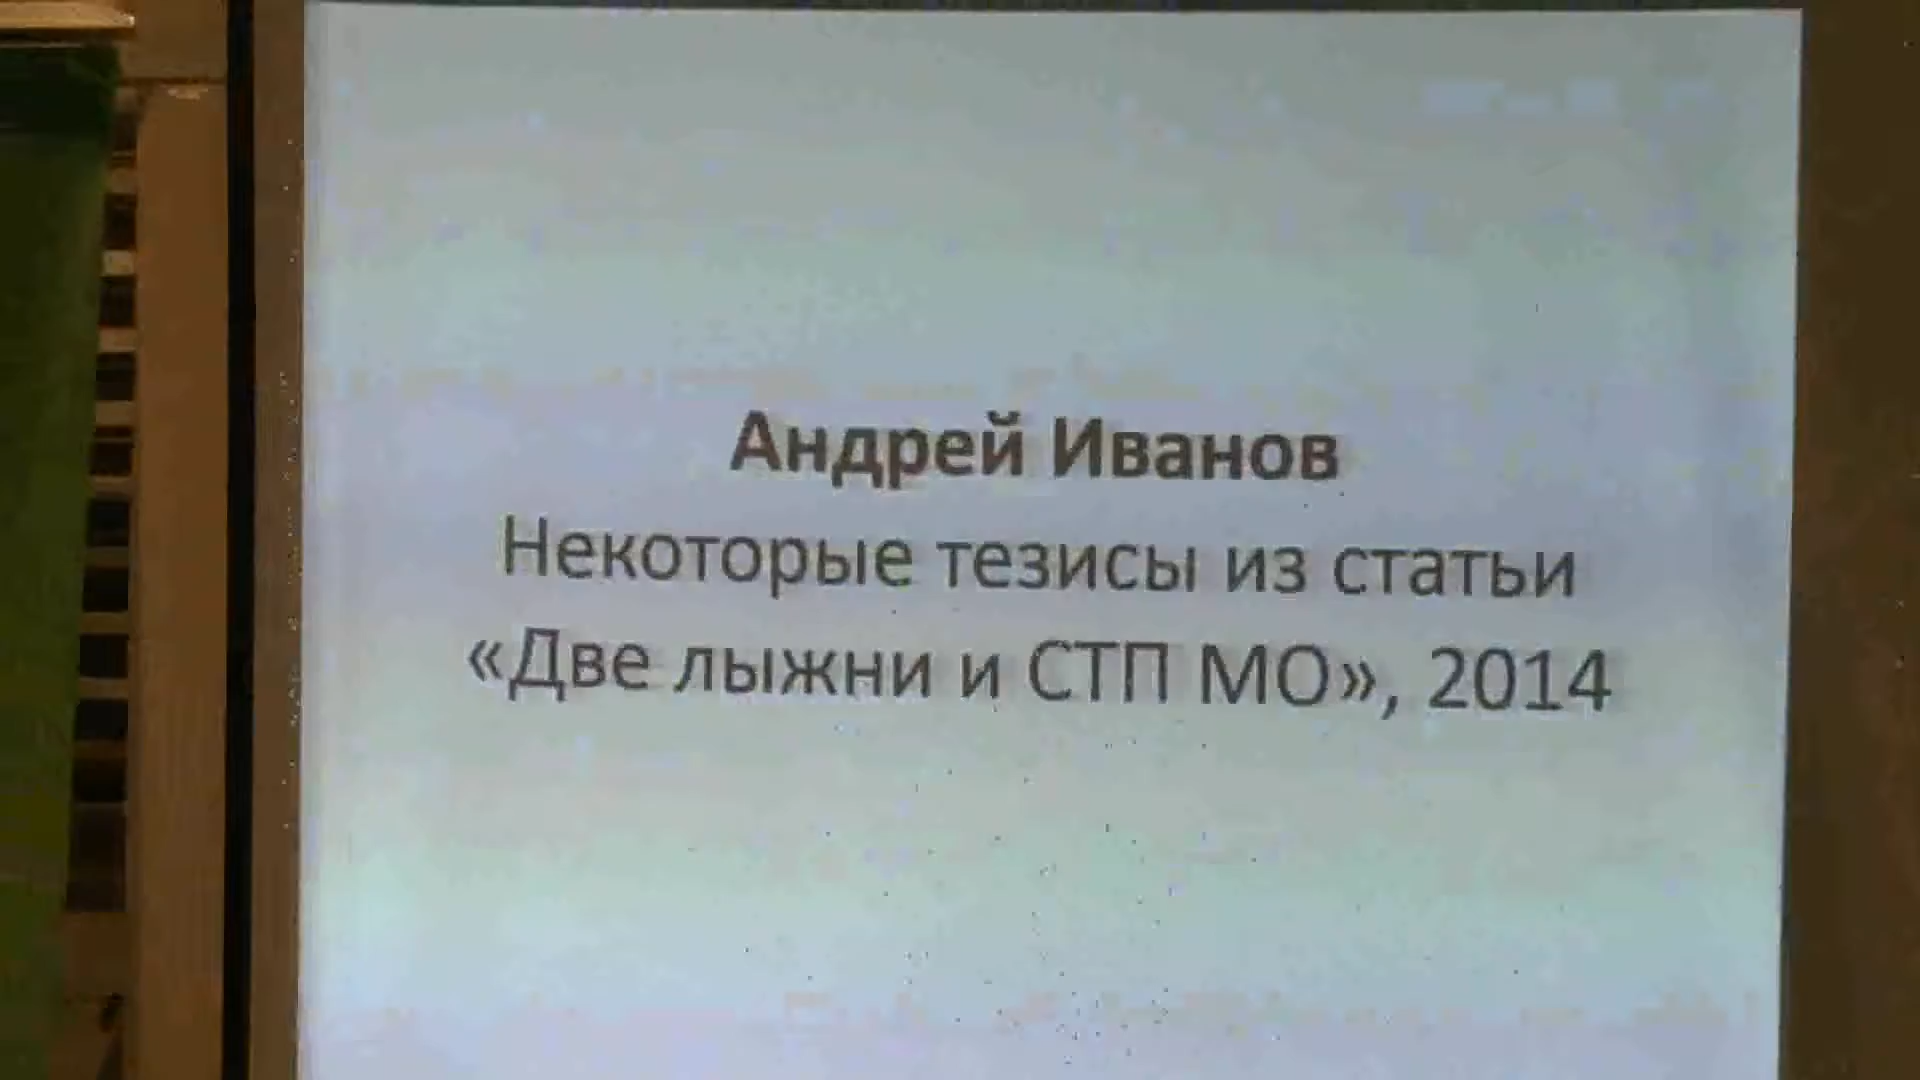 Андрей Иванов
Некоторые тезисы из статьи
«Две лыжни и СТП МО», 2014